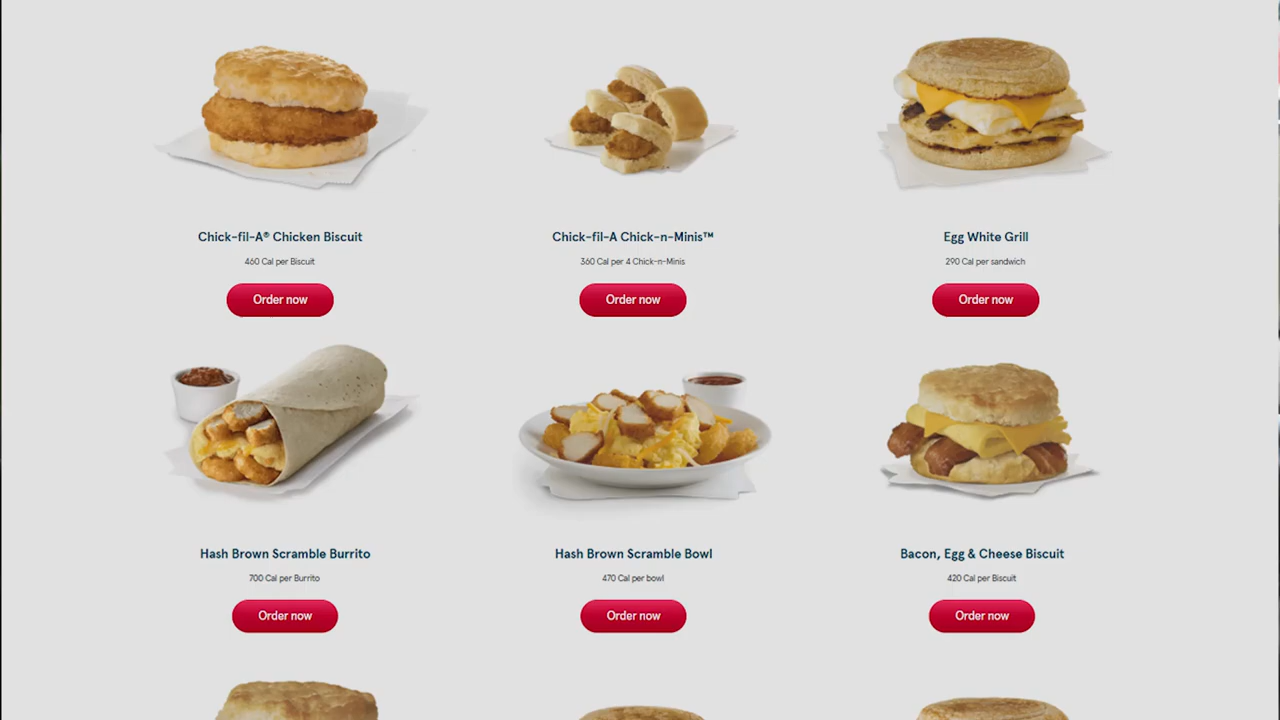 Chick-fil-A® Chicken Biscuit
460 Cal per Biscuit
Order now
Chick-fil-A Chick-n-Minis™
360 Cal per 4 Chick-n-Minis
Order now
Egg White Grill
290 Cal per sandwich
Order now
Hash Brown Scramble Burrito
700 Cal per Burrito
Order now
Hash Brown Scramble Bowl
470 Cal per bowl
Order now
Bacon, Egg & Cheese Biscuit
420 Cal per Biscuit
Order now